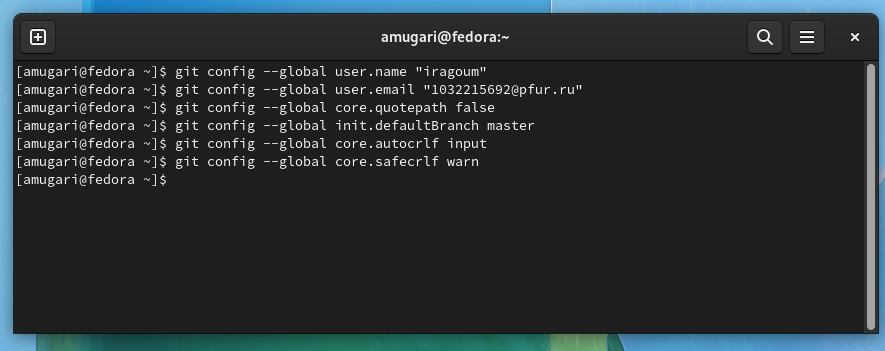 amugari@fedora:~
[amugari@fedora ~]$ git config --global user.name "iragoum"
[amugari@fedora ~]$ git config --global user.email "1032215692@pfur.ru"
[amugari@fedora ~]$ git config --global core.quotepath false
[amugari@fedora ~]$ git config --global init.defaultBranch master
[amugari@fedora ~]$ git config --global core.autocrlf input
[amugari@fedora ~]$ git config --global core.safecrlf warn
[amugari@fedora ~]$